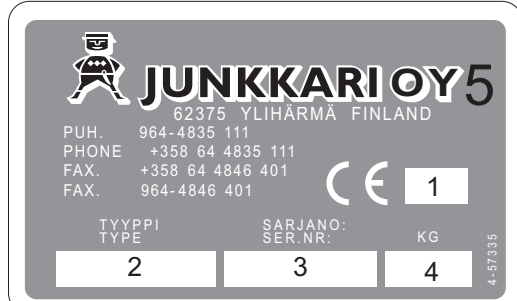 JUNKKARI OY 5
62375 YLIHÄRMÄ FINLAND
PUH. 964-4835 111
PHONE +358 64 4835 111
FAX. +358 64 4846 401
FAX. 964-4846 401
CE 1
TYYPPI SARJANO:
TYPE SER.NR: KG
2 3 4
4-57335